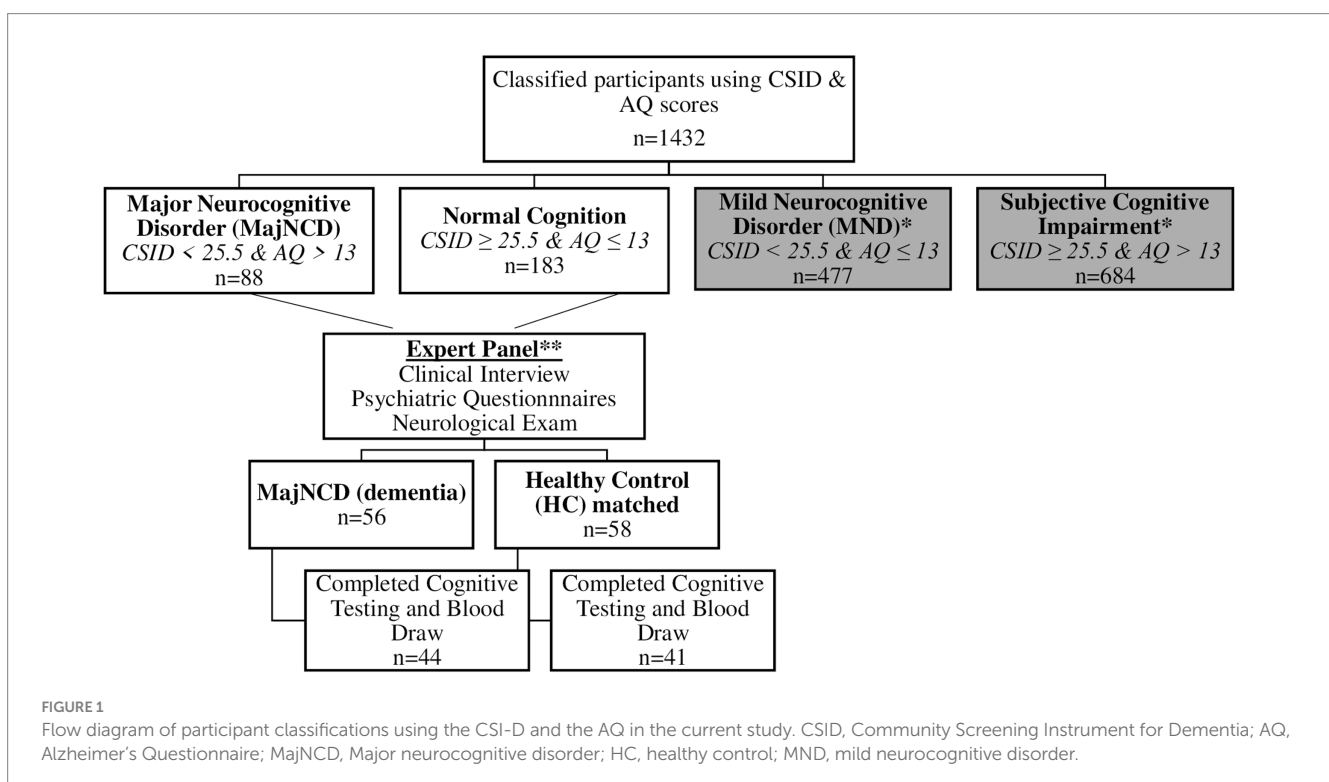 Classified participants using CSID &
AQ scores
n=1432
Major Neurocognitive
Disorder (MajNCD)
CSID < 25.5 & AQ > 13
n=88
Normal Cognition
CSID ≥ 25.5 & AQ ≤ 13
n=183
Mild Neurocognitive
Disorder (MND)*
CSID < 25.5 & AQ ≤ 13
n=477
Subjective Cognitive
Impairment*
CSID ≥ 25.5 & AQ > 13
n=684
Expert Panel**
Clinical Interview
Psychiatric Questionnnaires
Neurological Exam
MajNCD (dementia)
n=56
Healthy Control
(HC) matched
n=58
Completed Cognitive
Testing and Blood
Draw
n=44
Completed Cognitive
Testing and Blood
Draw
n=41
FIGURE 1
Flow diagram of participant classifications using the CSI-D and the AQ in the current study. CSID, Community Screening Instrument for Dementia; AQ,
Alzheimer's Questionnaire; MajNCD, Major neurocognitive disorder; HC, healthy control; MND, mild neurocognitive disorder.